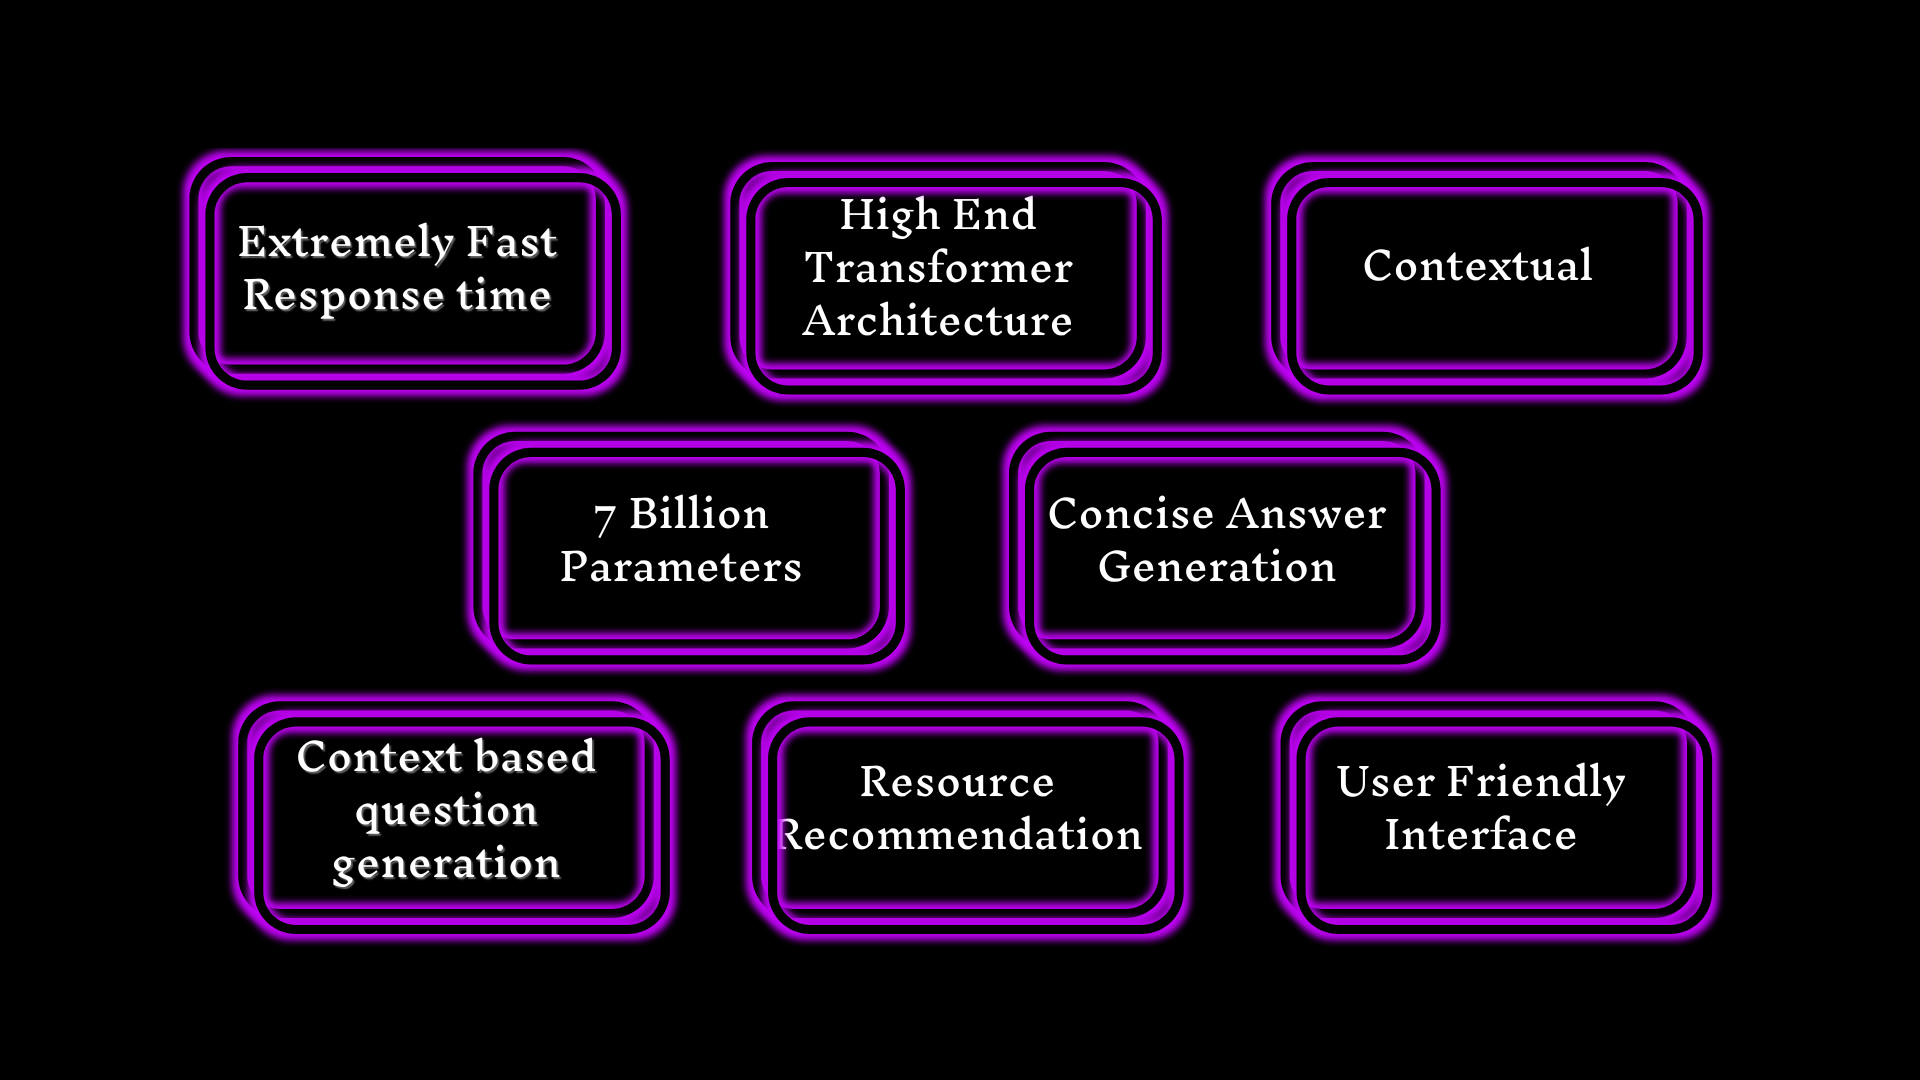 Extremely Fast
Response time
High End
Transformer
Architecture
Contextual
7 Billion
Parameters
Concise Answer
Generation
Context based
question
generation
Resource
Recommendation
User Friendly
Interface